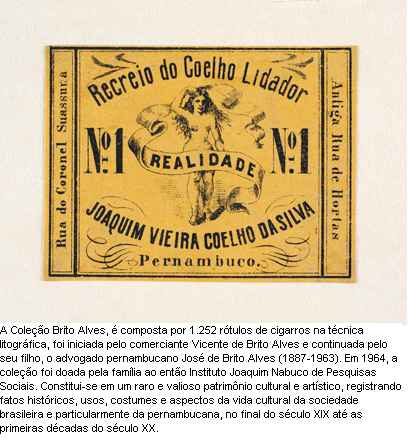 Recreio do Coelho Lidador
Rua do Coronel Suassuna
Nº 1
REALIDADE
Nº 1
Antiga Rua de Hortas
JOAQUIM VIEIRA COELHO DA SILVA
Pernambuco.
A Coleção Brito Alves, é composta por 1.252 rótulos de cigarros na técnica
litográfica, foi iniciada pelo comerciante Vicente de Brito Alves e continuada pelo
seu filho, o advogado pernambucano José de Brito Alves (1887-1963). Em 1964, a
coleção foi doada pela família ao então Instituto Joaquim Nabuco de Pesquisas
Sociais. Constitui-se em um raro e valioso patrimônio cultural e artístico, registrando
fatos históricos, usos, costumes e aspectos da vida cultural da sociedade
brasileira e particularmente da pernambucana, no final do século XIX até as
primeiras décadas do século XX.